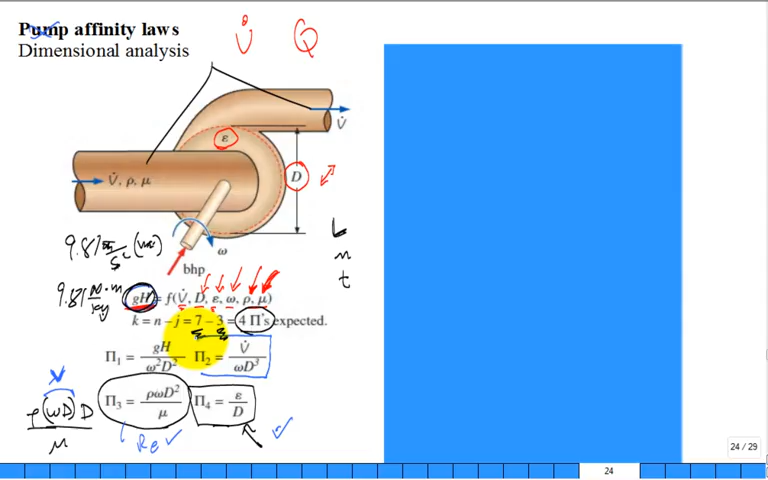 Pump affinity laws
Dimensional analysis
V̇ Q
ε
V̇
D
V̇, ρ, μ
ω
bhp
L
m
t
9.81 m/s² (m)
9.81 N·m/kg
gH = f(V̇, D, ε, ω, ρ, μ)
k = n − j = 7 − 3 = 4 Π's expected.
Π₁ = gH/ω²D² Π₂ = V̇/ωD³
V
ρ(ωD)D/μ
Π₃ = ρωD²/μ Π₄ = ε/D
Re
24 / 29
24